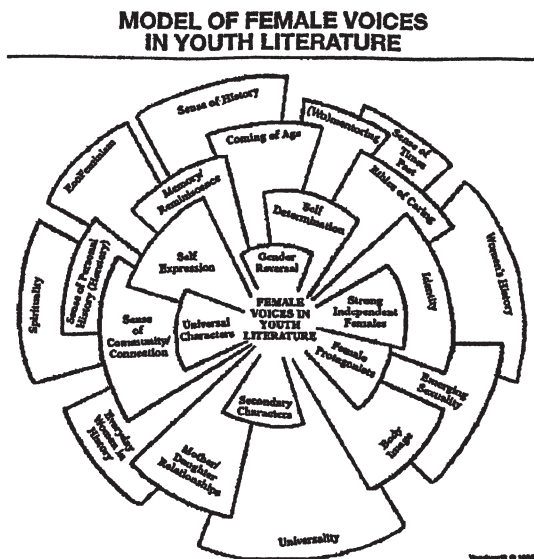 MODEL OF FEMALE VOICES
IN YOUTH LITERATURE
Sense of History
(Wo)mentoring
Sense of
Times
Past
Coming of Age
Ethics of Caring
EcoFeminism
Memory/
Reminiscence
Self
Determination
Women's History
Gender
Reversal
Self
Expression
Identity
Spirituality
Sense of Personal
History (Herstory)
Sense
of
Community/
Connection
Universal
Characters
FEMALE
VOICES IN
YOUTH
LITERATURE
Strong
Independent
Females
Female
Protagonists
Emerging
Sexuality
Secondary
Characters
Body
Image
Everyday
Women in
History
Mother/
Daughter
Relationships
Universality